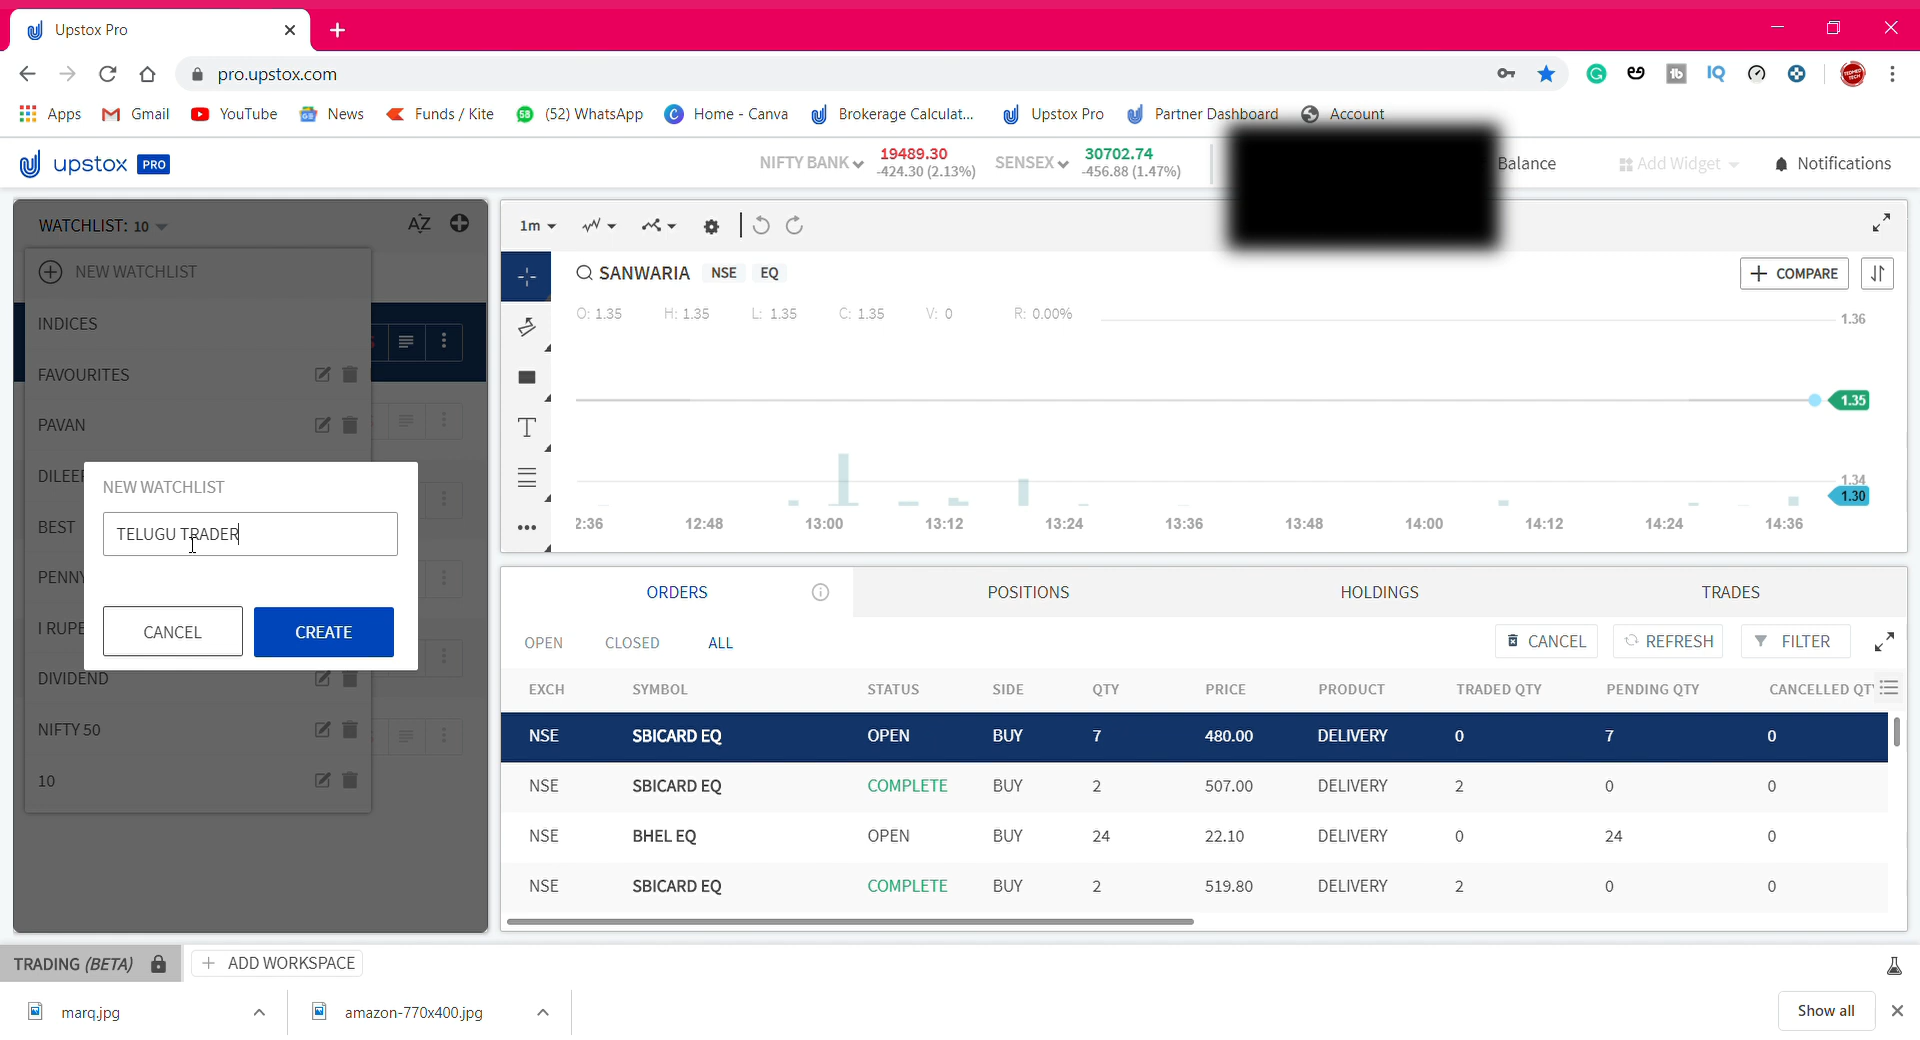 Upstox Pro
pro.upstox.com
Apps Gmail YouTube News Funds / Kite (52) WhatsApp Home - Canva Brokerage Calculat... Upstox Pro Partner Dashboard Account
upstox PRO
NIFTY BANK 19489.30 -424.30 (2.13%) SENSEX 30702.74 -456.88 (1.47%)
Balance Add Widget Notifications
WATCHLIST: 10 AZ
NEW WATCHLIST
INDICES
FAVOURITES
PAVAN
BEST
NEW WATCHLIST
TELUGU TRADER
CANCEL CREATE
DIVIDEND
NIFTY 50
10
1m
SANWARIA NSE EQ
COMPARE
O: 1.35 H: 1.35 L: 1.35 C: 1.35 V: 0 R: 0.00%
1.36
1.35
1.34
1.30
2:36 12:48 13:00 13:12 13:24 13:36 13:48 14:00 14:12 14:24 14:36
ORDERS POSITIONS HOLDINGS TRADES
OPEN CLOSED ALL CANCEL REFRESH FILTER
EXCH SYMBOL STATUS SIDE QTY PRICE PRODUCT TRADED QTY PENDING QTY CANCELLED QT
NSE SBICARD EQ OPEN BUY 7 480.00 DELIVERY 0 7 0
NSE SBICARD EQ COMPLETE BUY 2 507.00 DELIVERY 2 0 0
NSE BHEL EQ OPEN BUY 24 22.10 DELIVERY 0 24 0
NSE SBICARD EQ COMPLETE BUY 2 519.80 DELIVERY 2 0 0
TRADING (BETA) ADD WORKSPACE
marq.jpg amazon-770x400.jpg Show all